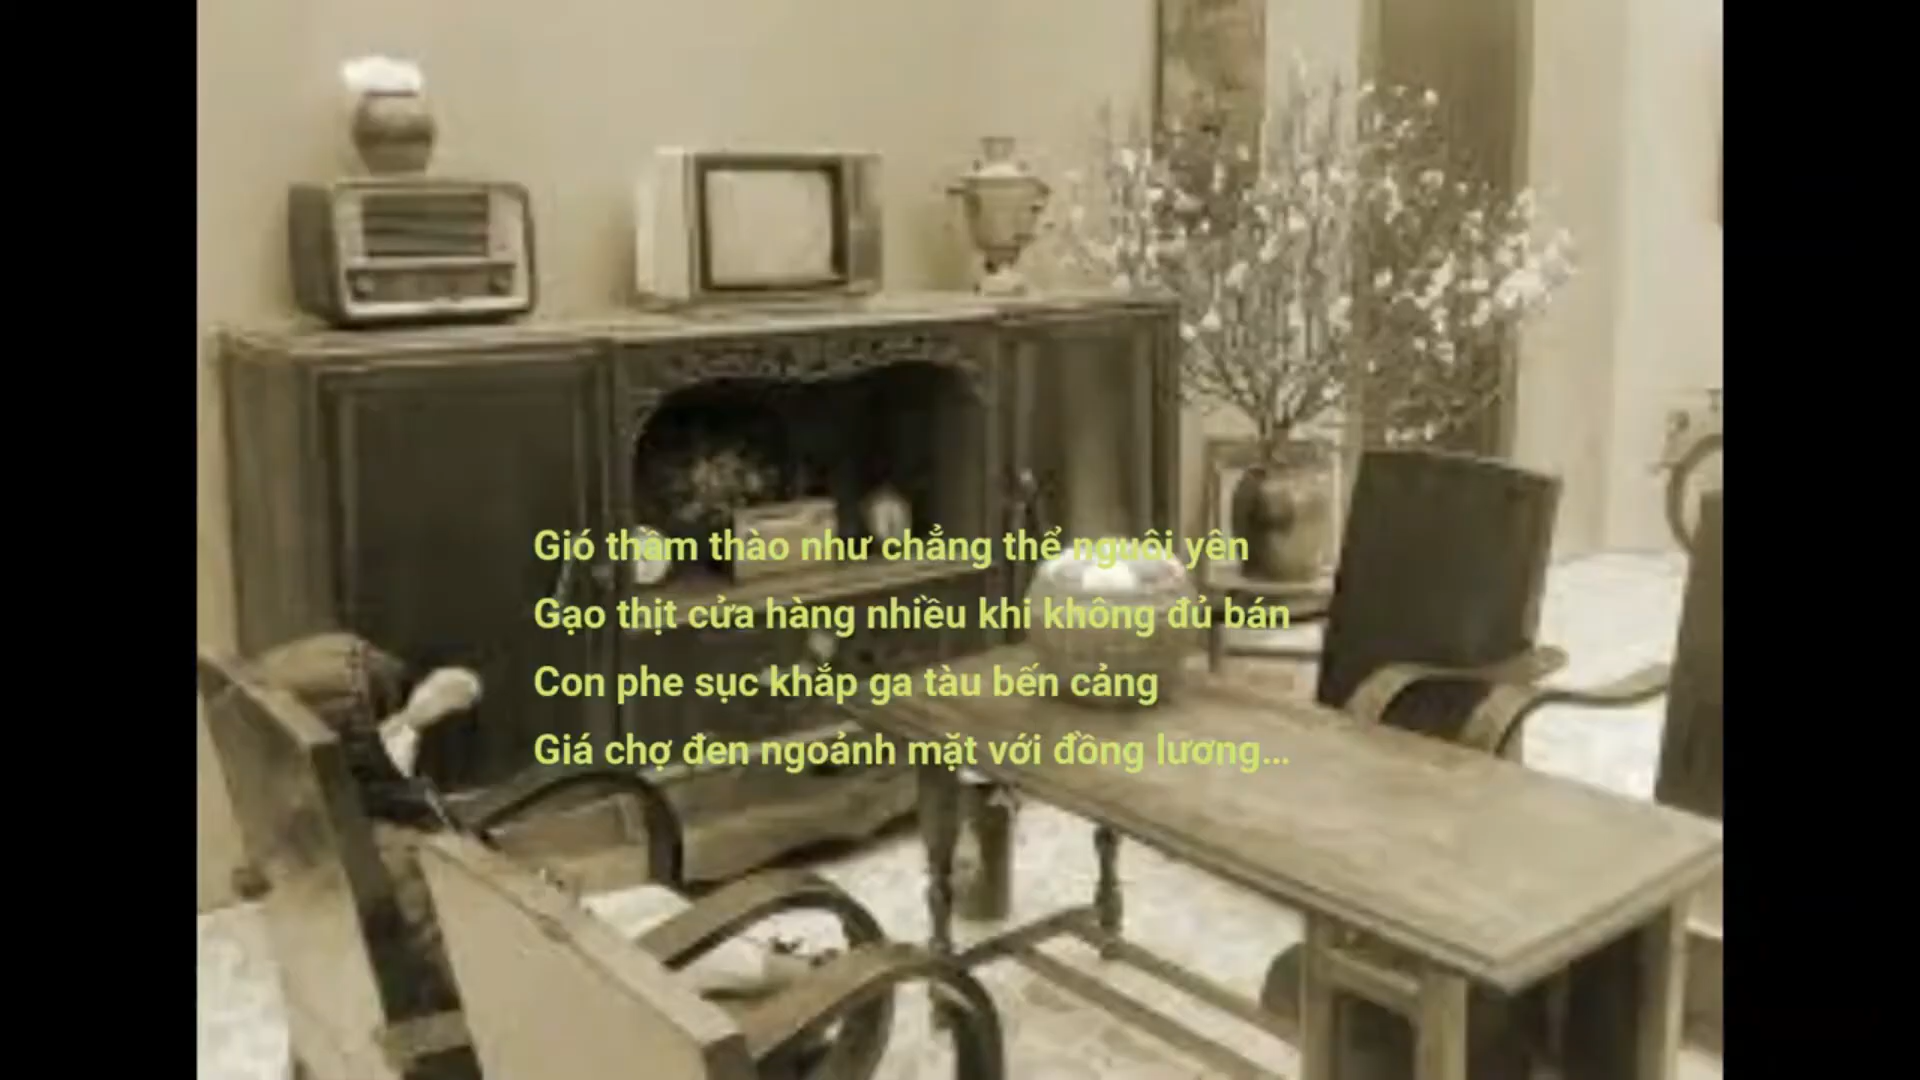 Gió thầm thào như chẳng thể nguôi yên
Gạo thịt cửa hàng nhiều khi không đủ bán
Con phe sục khắp ga tàu bến cảng
Giá chợ đen ngoảnh mặt với đồng lương...